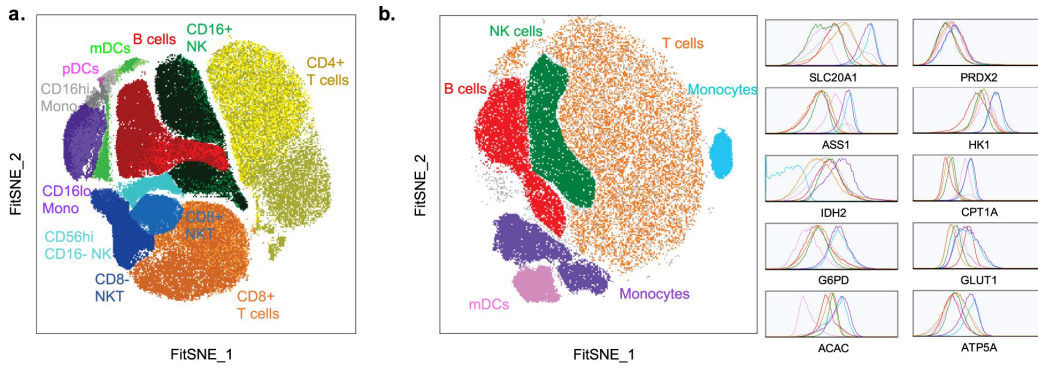 a.
mDCs
B cells
CD16+
NK
pDCs
CD16hi
Mono
CD4+
T cells
CD16lo
Mono
CD56hi
CD16- NK
CD8+
NKT
CD8-
NKT
CD8+
T cells
FitSNE_2
FitSNE_1
b.
NK cells
T cells
B cells
Monocytes
mDCs
Monocytes
FitSNE_2
FitSNE_1
SLC20A1
PRDX2
ASS1
HK1
IDH2
CPT1A
G6PD
GLUT1
ACAC
ATP5A